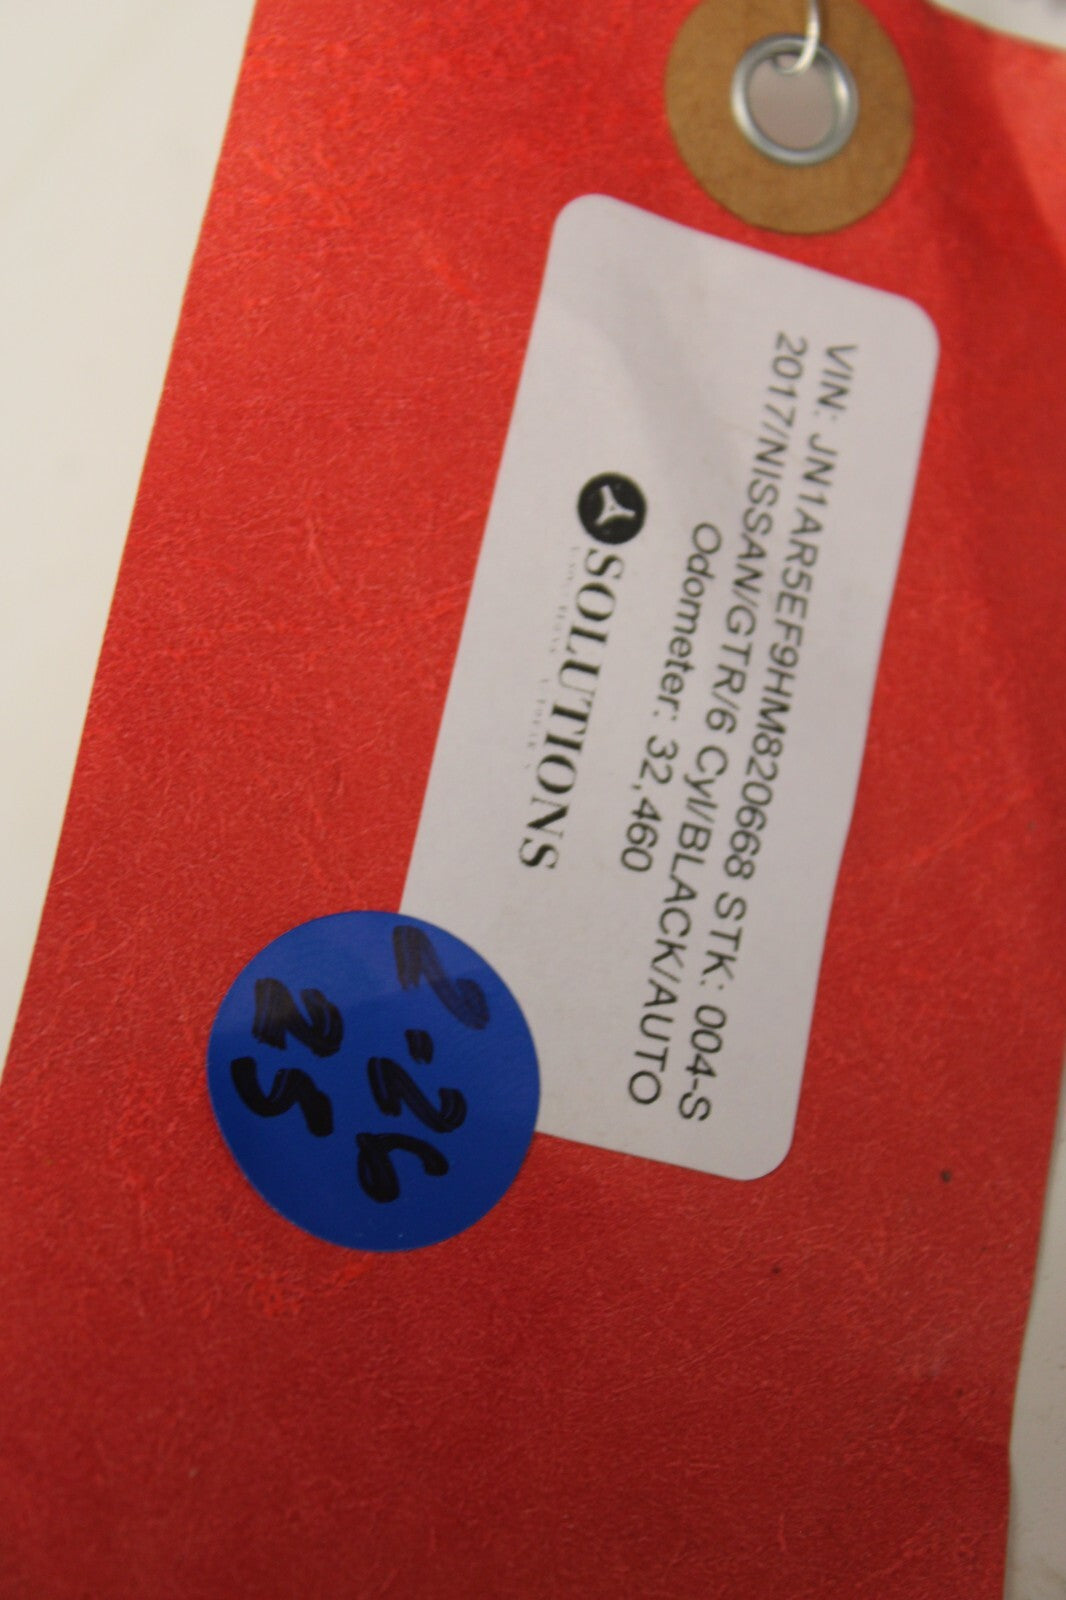 VIN: JN1AR5EF9HM820668 STK: 004-S
2017/NISSAN/GTR/6 Cyl/BLACK/AUTO
Odometer: 32,460
SOLUTIONS
2-26
25